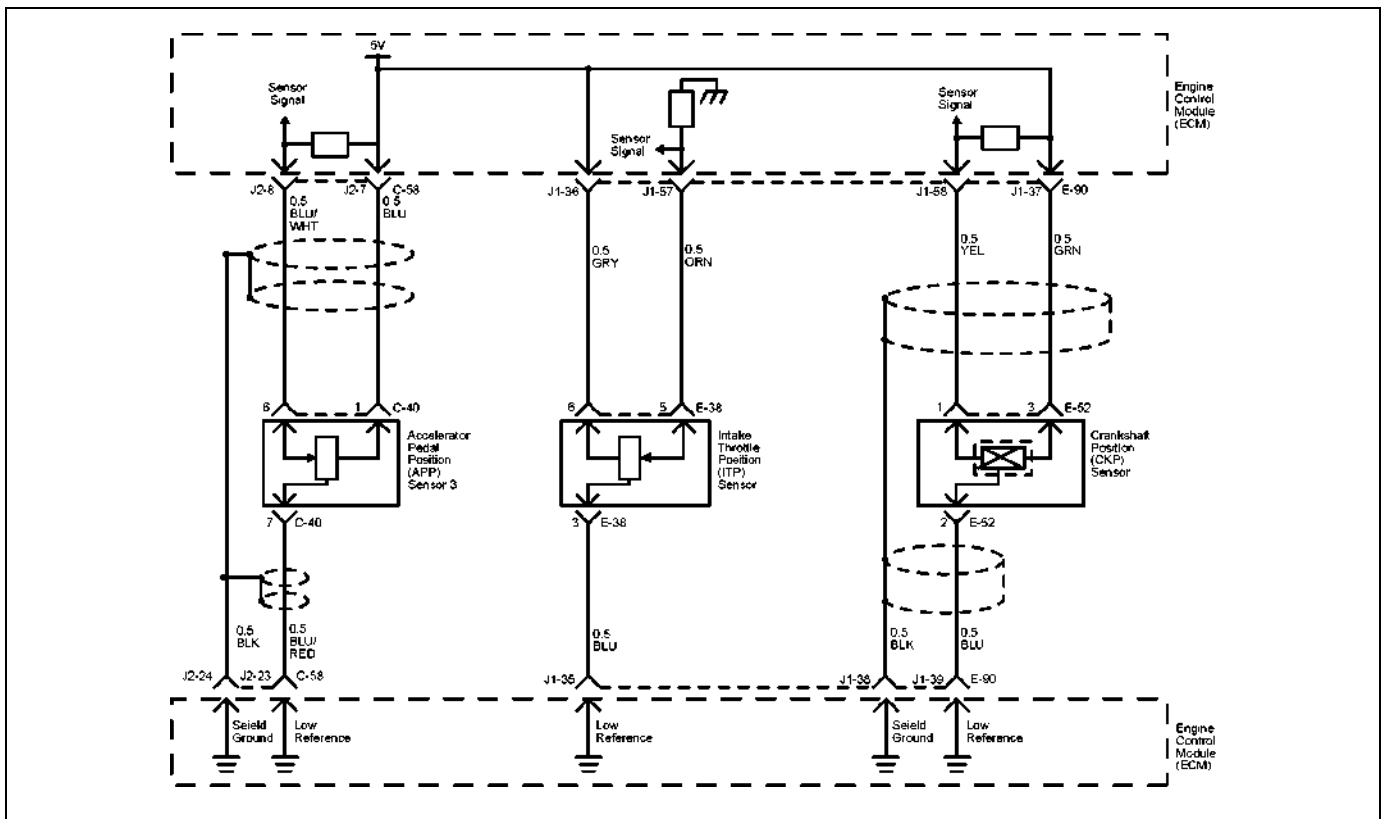 5V
Sensor
Signal
Sensor
Signal
Sensor
Signal
Engine
Control
Module
(ECM)
J2-8
J2-7
C-58
J1-36
J1-57
J1-58
J1-37
E-90
0.5
BLU/
WHT
0.5
BLU
0.5
GRY
0.5
ORN
0.5
YEL
0.5
GRN
6
1
C-40
6
5
E-38
1
3
E-52
Accelerator
Pedal
Position
(APP)
Sensor 3
Intake
Throttle
Position
(ITP)
Sensor
Crankshaft
Position
(CKP)
Sensor
7
C-40
3
E-38
2
E-52
0.5
BLK
0.5
BLU/
RED
0.5
BLU
0.5
BLK
0.5
BLU
J2-24
J2-23
C-58
J1-35
J1-38
J1-39
E-90
Seield
Ground
Low
Reference
Low
Reference
Seield
Ground
Low
Reference
Engine
Control
Module
(ECM)